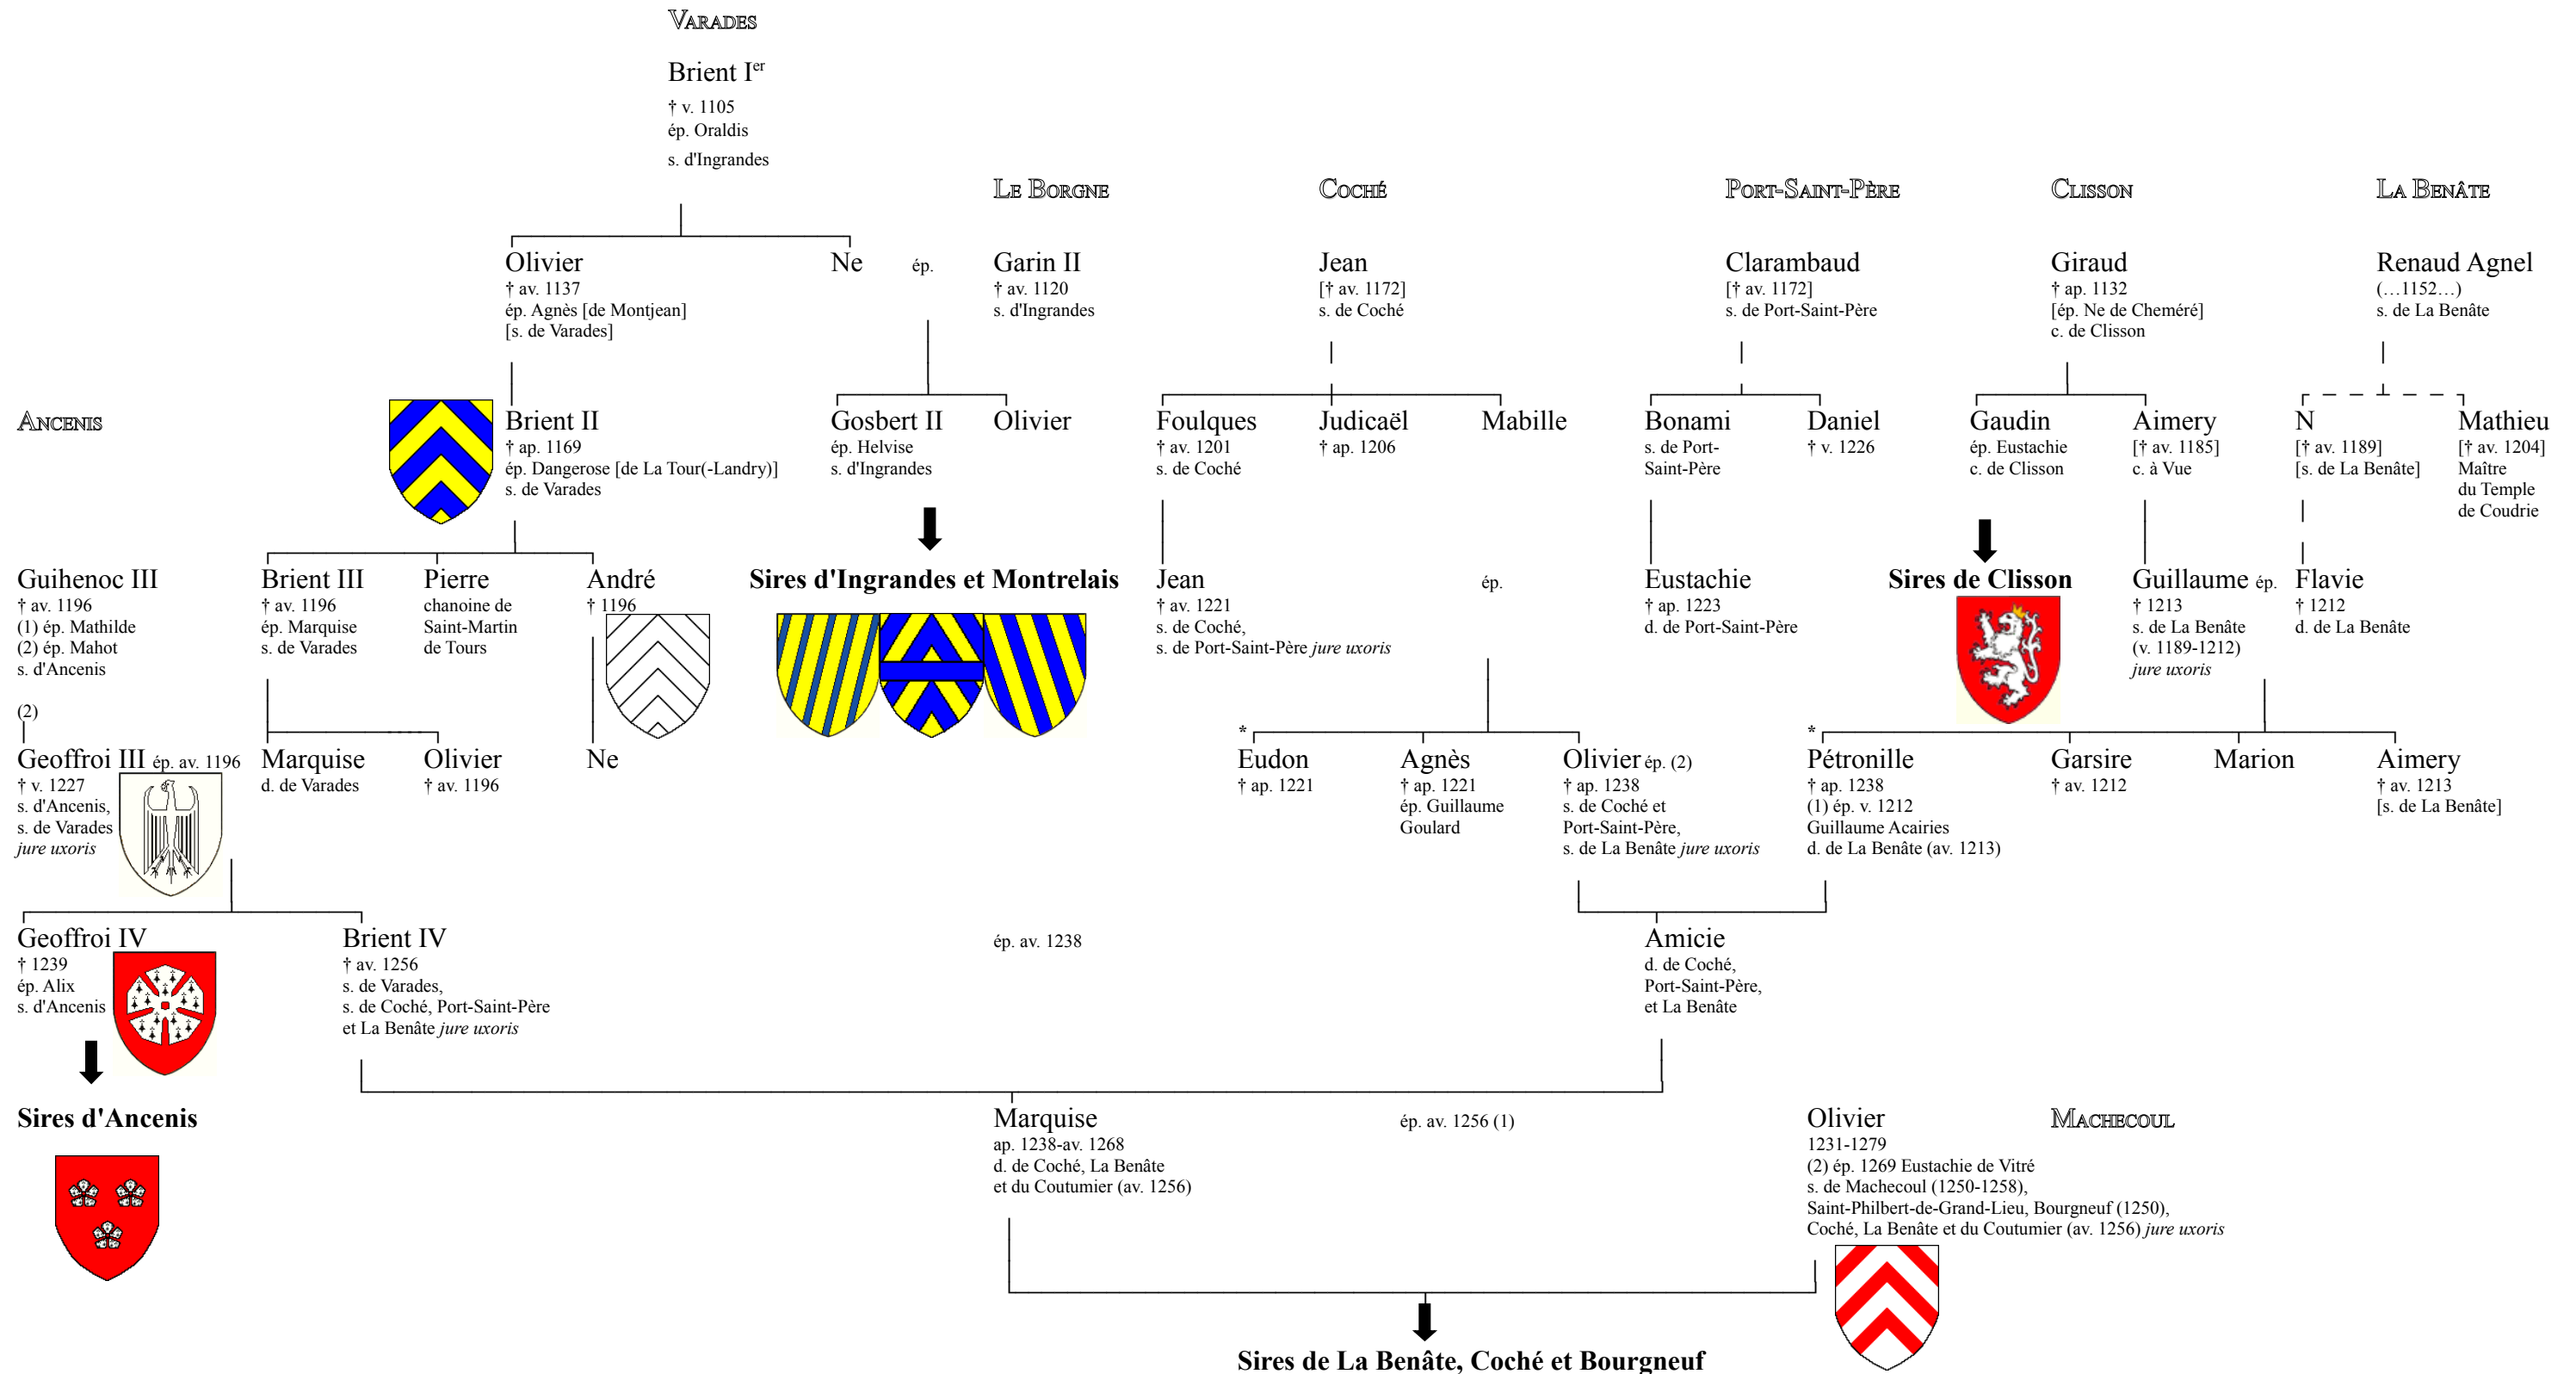 VARADES
Brient Ier
† v. 1105
ép. Oraldis
s. d'Ingrandes
LE BORGNE
COCHÉ
PORT-SAINT-PÈRE
CLISSON
LA BENÂTE
Olivier
† av. 1137
ép. Agnès [de Montjean]
[s. de Varades]
Ne
ép.
Garin II
† av. 1120
s. d'Ingrandes
Jean
[† av. 1172]
s. de Coché
Clarambaud
[† av. 1172]
s. de Port-Saint-Père
Giraud
† ap. 1132
[ép. Ne de Cheméré]
c. de Clisson
Renaud Agnel
(…1152…)
s. de La Benâte
ANCENIS
Brient II
† ap. 1169
ép. Dangerose [de La Tour(-Landry)]
s. de Varades
Gosbert II
ép. Helvise
s. d'Ingrandes
Olivier
Foulques
† av. 1201
s. de Coché
Judicaël
† ap. 1206
Mabille
Bonami
s. de Port-
Saint-Père
Daniel
† v. 1226
Gaudin
ép. Eustachie
c. de Clisson
Aimery
[† av. 1185]
c. à Vue
N
[† av. 1189]
[s. de La Benâte]
Mathieu
[† av. 1204]
Maître
du Temple
de Coudrie
Guihenoc III
† av. 1196
(1) ép. Mathilde
(2) ép. Mahot
s. d'Ancenis
(2)
Brient III
† av. 1196
ép. Marquise
s. de Varades
Pierre
chanoine de
Saint-Martin
de Tours
André
† 1196
Sires d'Ingrandes et Montrelais
Jean
† av. 1221
s. de Coché,
s. de Port-Saint-Père jure uxoris
ép.
Eustachie
† ap. 1223
d. de Port-Saint-Père
Sires de Clisson
Guillaume ép.
† 1213
s. de La Benâte
(v. 1189-1212)
jure uxoris
Flavie
† 1212
d. de La Benâte
Geoffroi III ép. av. 1196
† v. 1227
s. d'Ancenis,
s. de Varades
jure uxoris
Marquise
d. de Varades
Olivier
† av. 1196
Ne
*
Eudon
† ap. 1221
Agnès
† ap. 1221
ép. Guillaume
Goulard
Olivier ép. (2)
† ap. 1238
s. de Coché et
Port-Saint-Père,
s. de La Benâte jure uxoris
*
Pétronille
† ap. 1238
(1) ép. v. 1212
Guillaume Acairies
d. de La Benâte (av. 1213)
Garsire
† av. 1212
Marion
Aimery
† av. 1213
[s. de La Benâte]
Geoffroi IV
† 1239
ép. Alix
s. d'Ancenis
Brient IV
† av. 1256
s. de Varades,
s. de Coché, Port-Saint-Père
et La Benâte jure uxoris
ép. av. 1238
Amicie
d. de Coché,
Port-Saint-Père,
et La Benâte
Sires d'Ancenis
Marquise
ap. 1238-av. 1268
d. de Coché, La Benâte
et du Coutumier (av. 1256)
ép. av. 1256 (1)
Olivier
1231-1279
(2) ép. 1269 Eustachie de Vitré
s. de Machecoul (1250-1258),
Saint-Philbert-de-Grand-Lieu, Bourgneuf (1250),
Coché, La Benâte et du Coutumier (av. 1256) jure uxoris
MACHECOUL
Sires de La Benâte, Coché et Bourgneuf